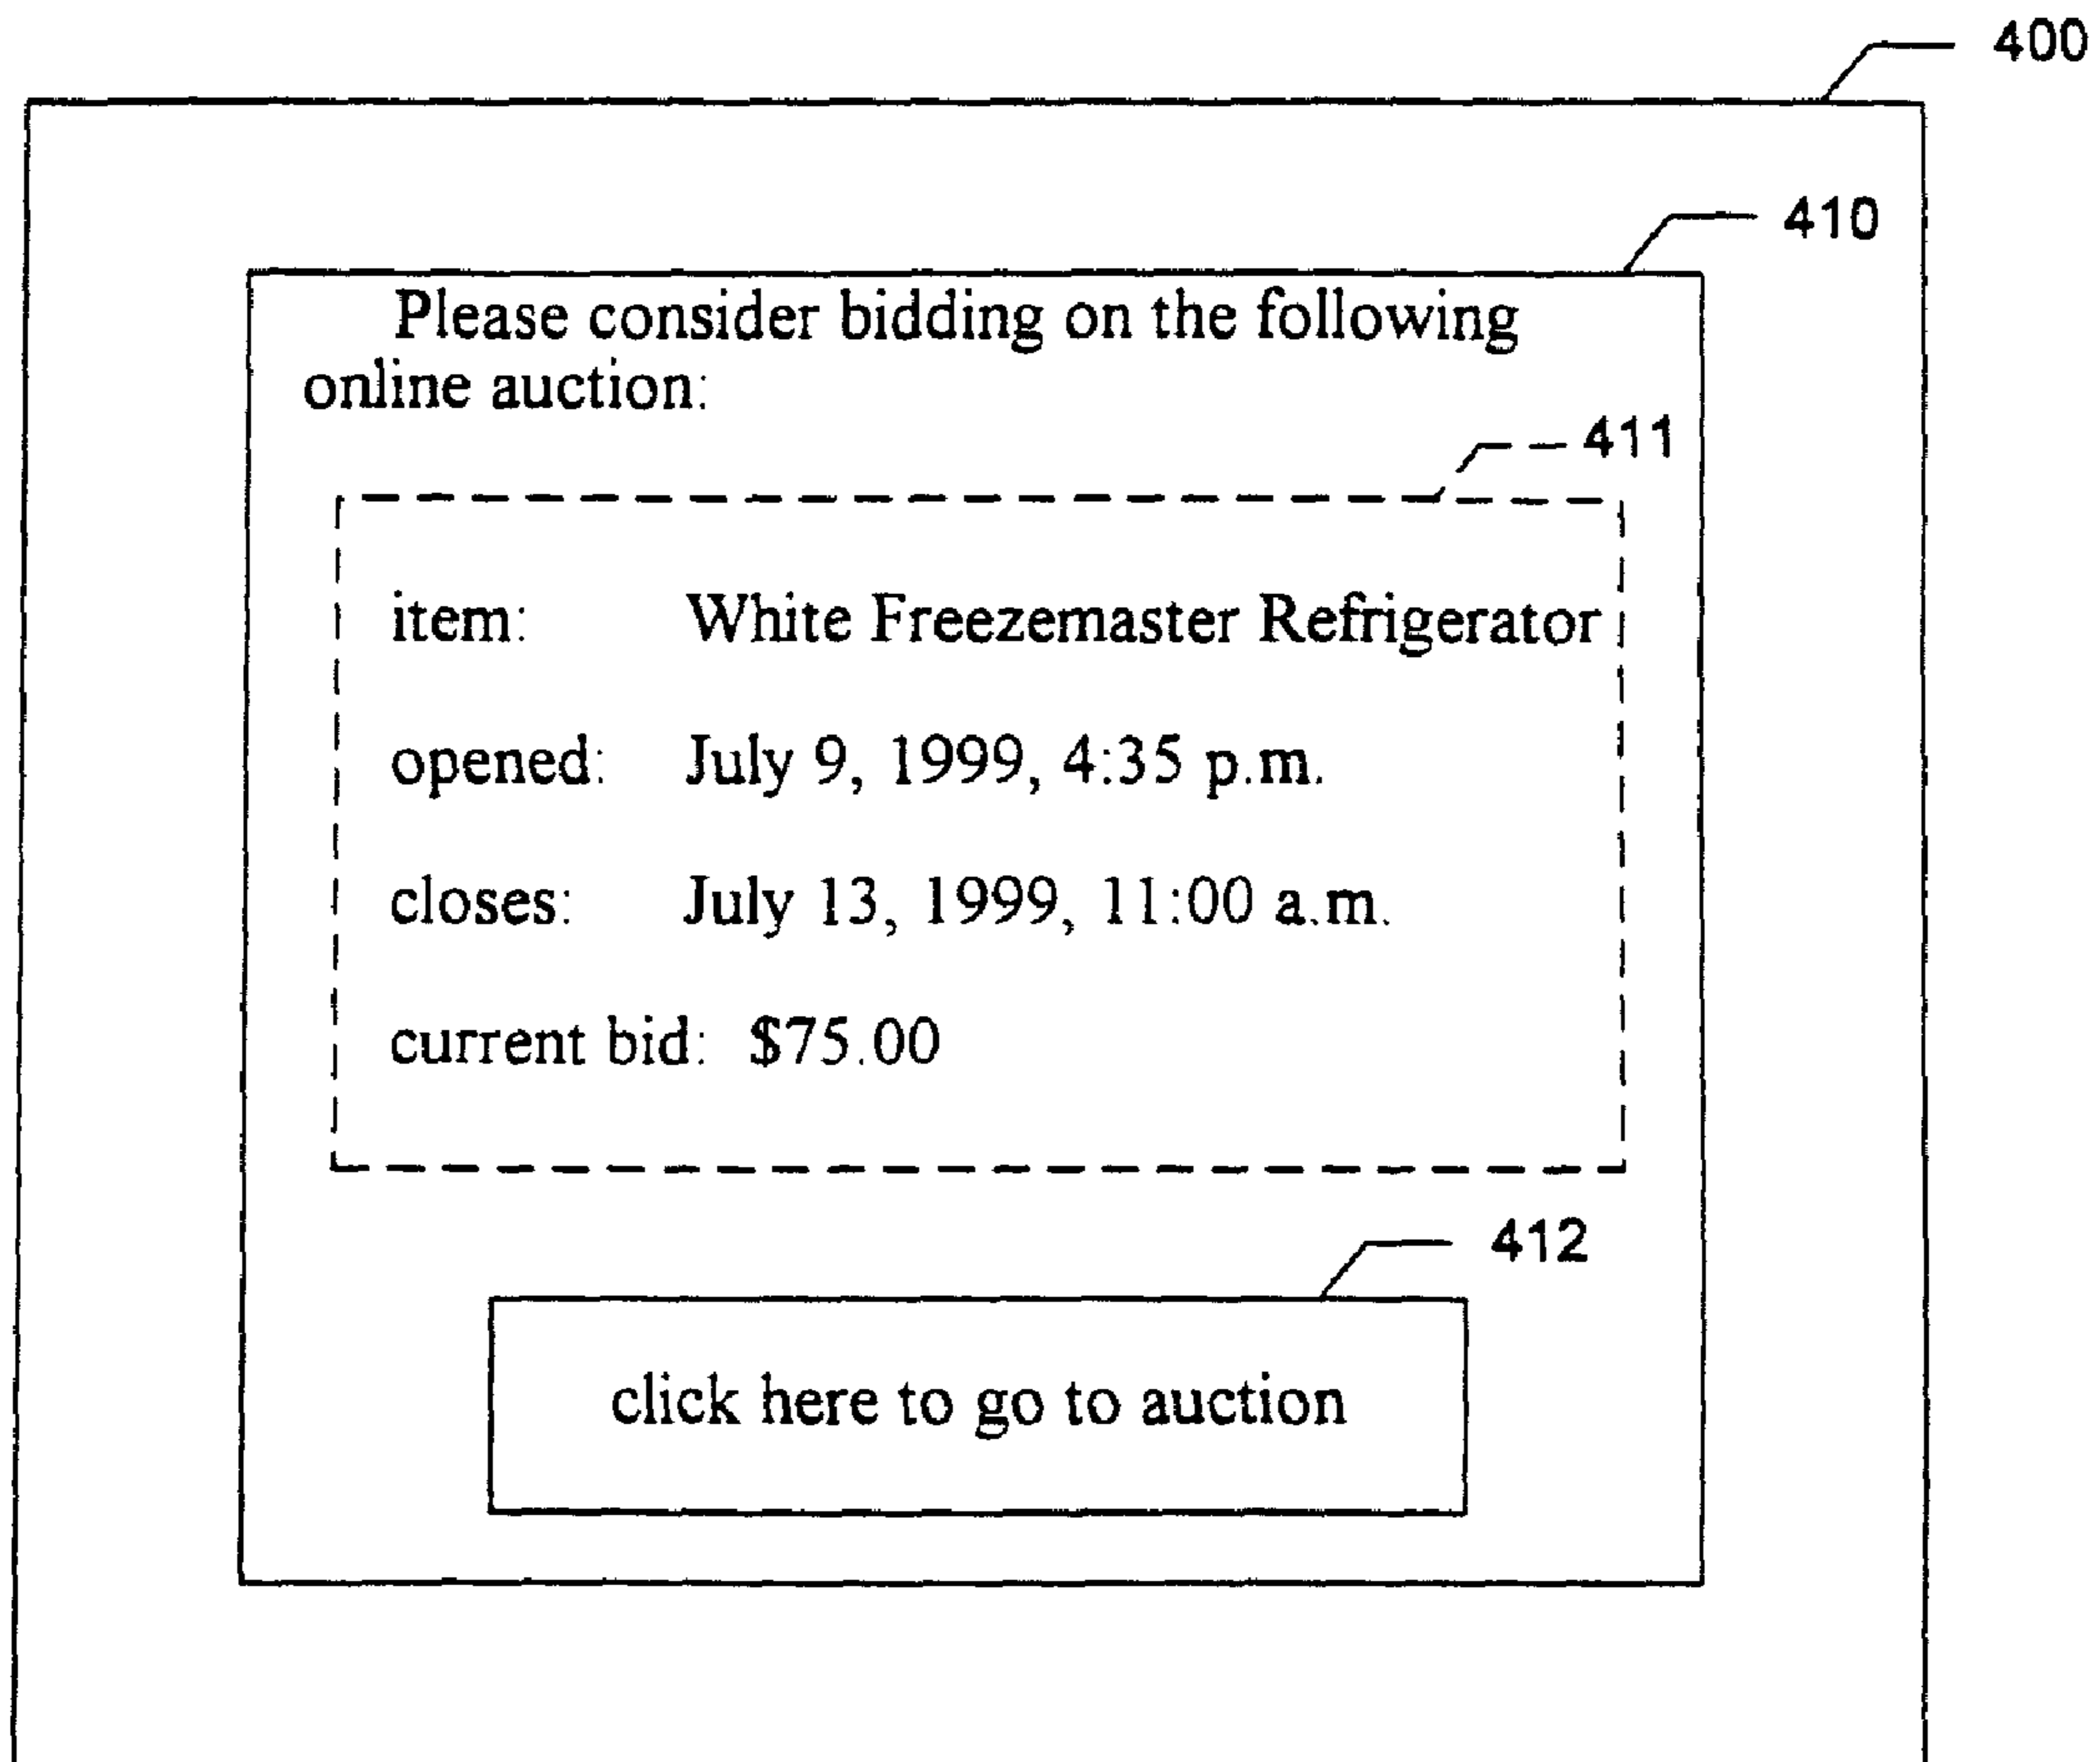 400
410
Please consider bidding on the following
online auction:
411
item: White Freezemaster Refrigerator
opened: July 9, 1999, 4:35 p.m.
closes: July 13, 1999, 11:00 a.m.
current bid: $75.00
412
click here to go to auction